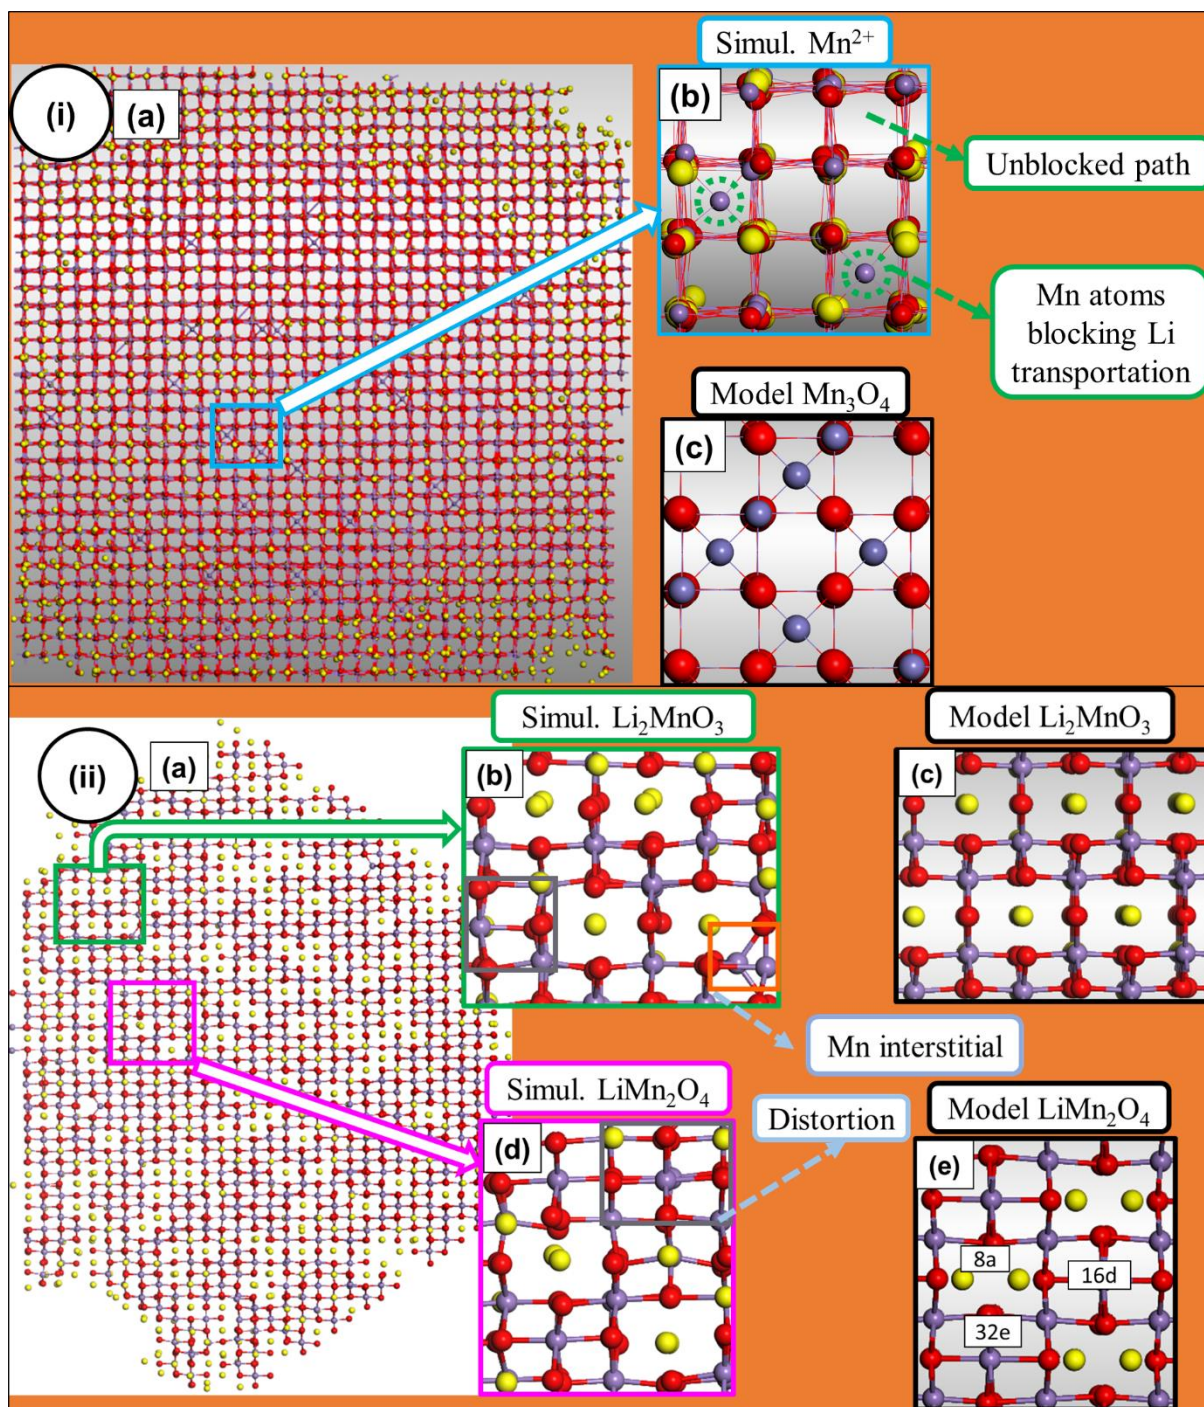 (i)
(a)
Simul. Mn²⁺
(b)
Unblocked path
Mn atoms
blocking Li
transportation
Model Mn₃O₄
(c)
(ii)
(a)
Simul. Li₂MnO₃
(b)
Model Li₂MnO₃
(c)
Mn interstitial
Simul. LiMn₂O₄
(d)
Distortion
Model LiMn₂O₄
(e)
8a
16d
32e